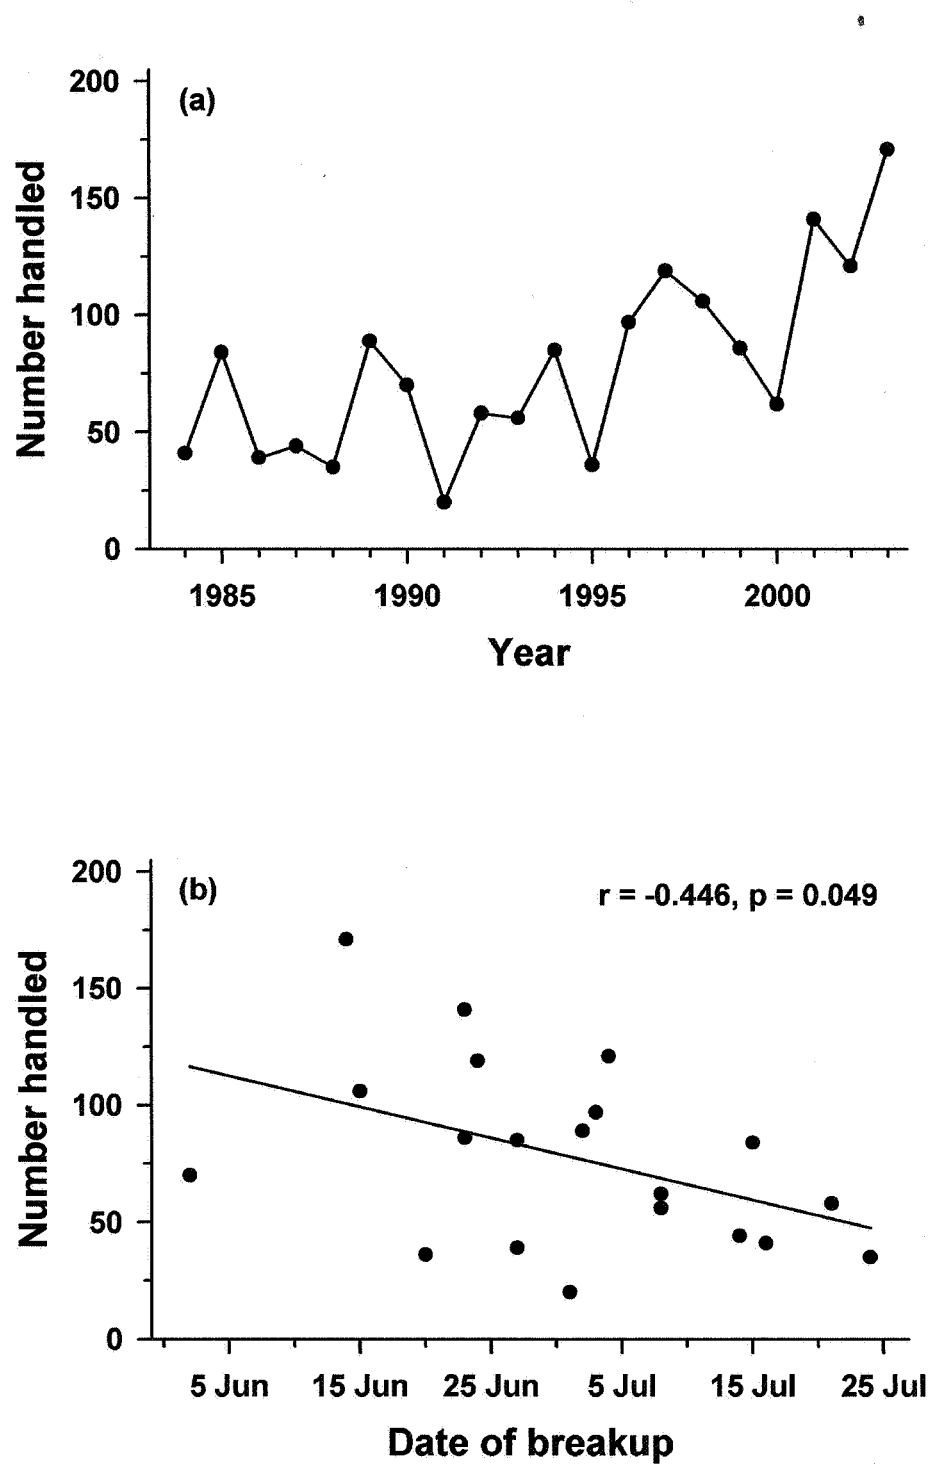 (a)
Number handled
200
150
100
50
0
1985 1990 1995 2000
Year
(b)
r = -0.446, p = 0.049
Number handled
200
150
100
50
0
5 Jun 15 Jun 25 Jun 5 Jul 15 Jul 25 Jul
Date of breakup